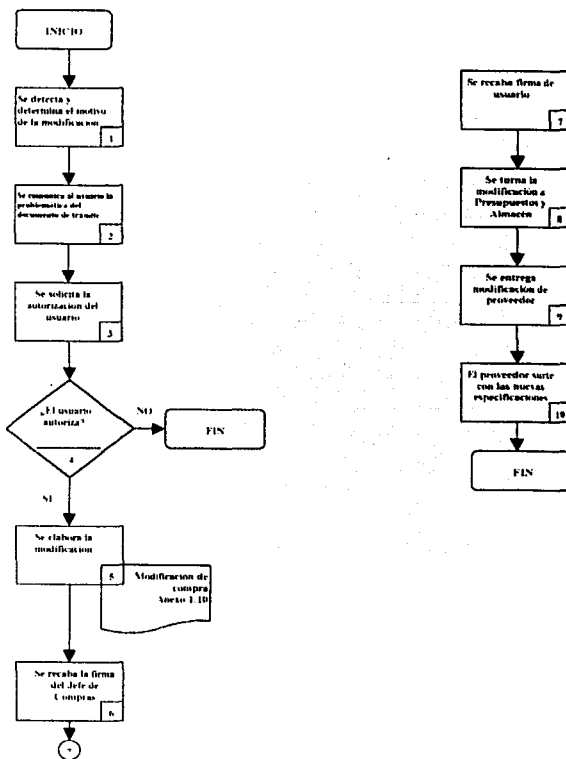 INICIO
Se detecta y
determina el motivo
de la modificacion
1
Se comunica al usuario la
problemática del
documento de trámite
2
Se solicita la
autorizacion del
usuario
3
¿El usuario
autoriza?
4
NO
FIN
SI
Se elabora la
modificacion
5
Modificacion de
compra
Anexo 1.10
Se recaba la firma
del Jefe de
Compras
6
Se recaba firma de
usuario
7
Se turna la
modificación a
Presupuestos y
Almacén
8
Se entrega
modificación de
proveedor
9
El proveedor surte
con las nuevas
especificaciones
10
FIN